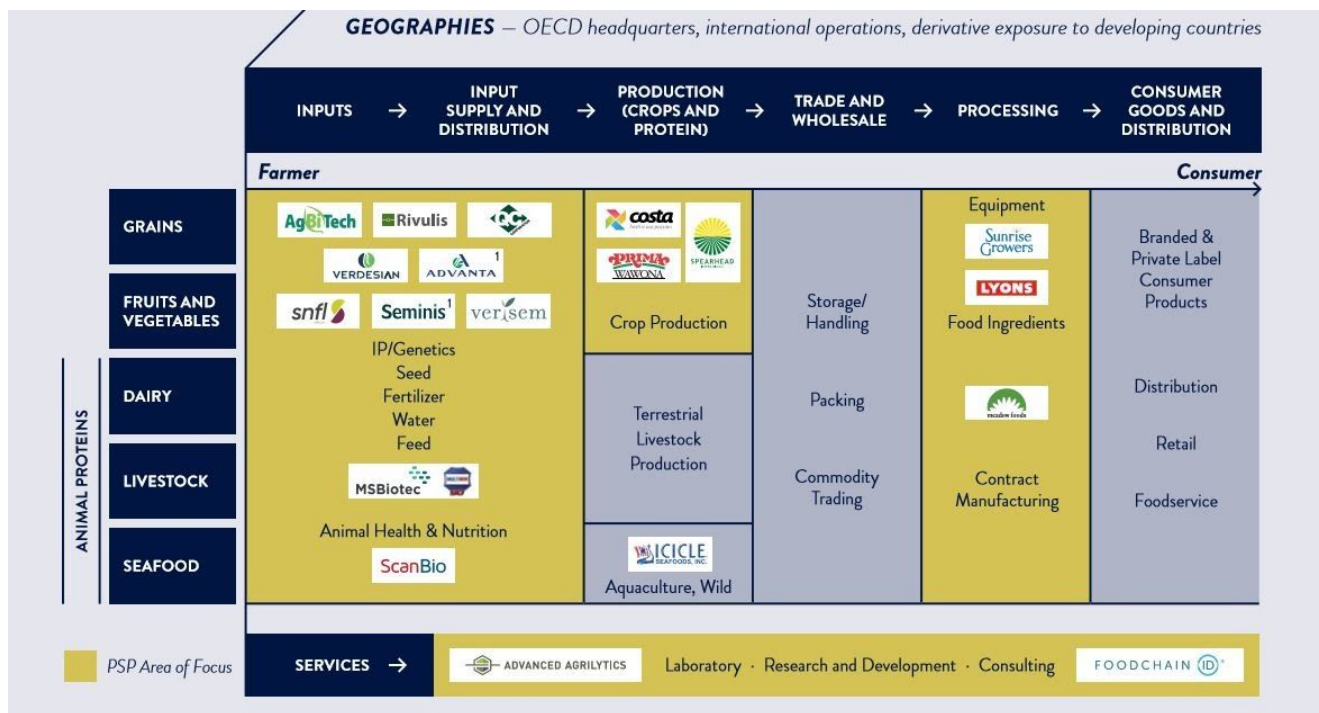 GEOGRAPHIES — OECD headquarters, international operations, derivative exposure to developing countries
INPUTS →
INPUT
SUPPLY AND
DISTRIBUTION
→
PRODUCTION
(CROPS AND
PROTEIN)
→
TRADE AND
WHOLESALE
→
PROCESSING
→
CONSUMER
GOODS AND
DISTRIBUTION
Farmer
Consumer
GRAINS
FRUITS AND
VEGETABLES
ANIMAL PROTEINS
DAIRY
LIVESTOCK
SEAFOOD
AgBiTech
Rivulis
QC
VERDESIAN
ADVANTA 1
snfl
Seminis 1
verisem
IP/Genetics
Seed
Fertilizer
Water
Feed
MSBiotec
Animal Health & Nutrition
ScanBio
costa
PRIMA
WAWONA
SPEARHEAD
Crop Production
Terrestrial
Livestock
Production
ICICLE
SEAFOODS, INC.
Aquaculture, Wild
Storage/
Handling
Packing
Commodity
Trading
Equipment
Sunrise
Growers
LYONS
Food Ingredients
meadow foods
Contract
Manufacturing
Branded &
Private Label
Consumer
Products
Distribution
Retail
Foodservice
PSP Area of Focus
SERVICES →
ADVANCED AGRILYTICS
Laboratory · Research and Development · Consulting
FOODCHAIN ID